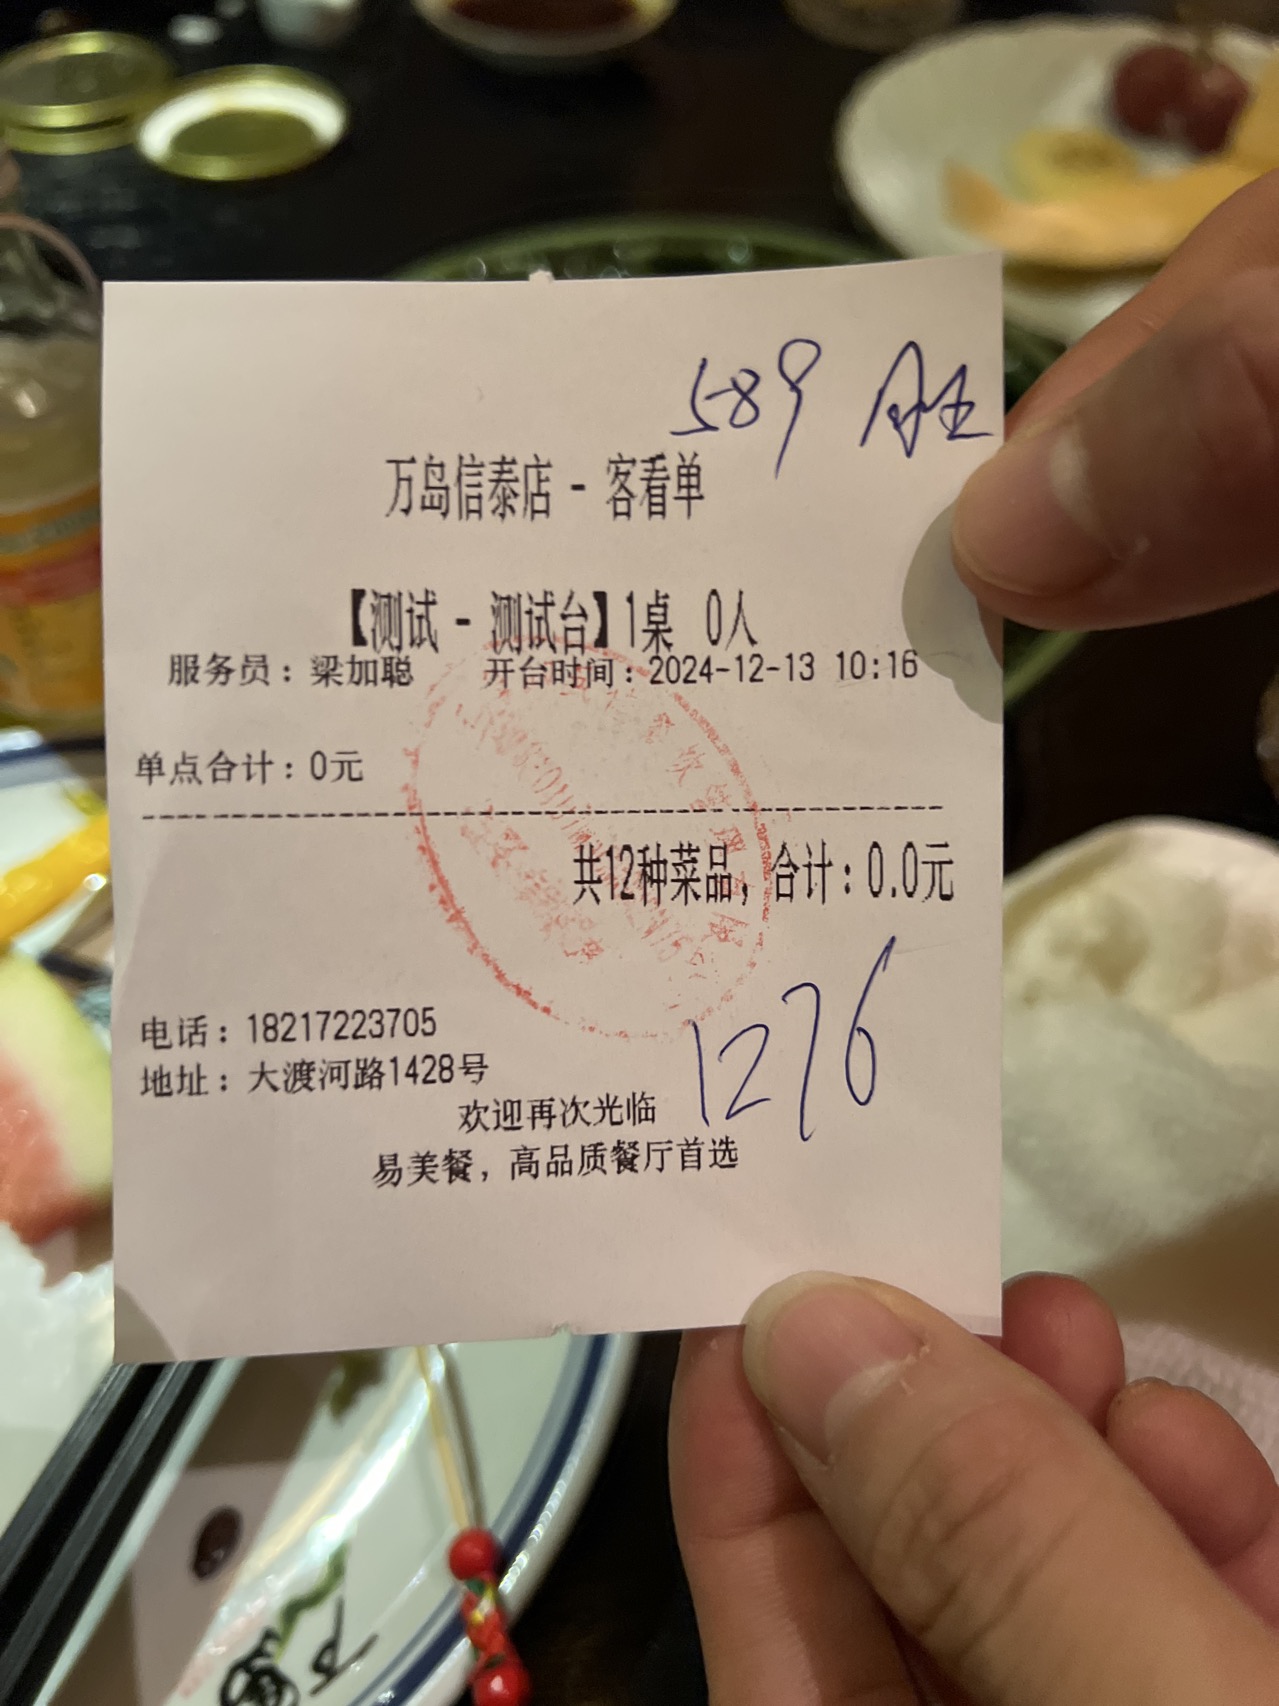 589
万岛信泰店 - 客看单
【测试 - 测试台】1桌 0人
服务员：梁加聪 开台时间：2024-12-13 10:16
单点合计：0元
共12种菜品，合计：0.0元
1276
电话：18217223705
地址：大渡河路1428号
欢迎再次光临
易美餐，高品质餐厅首选